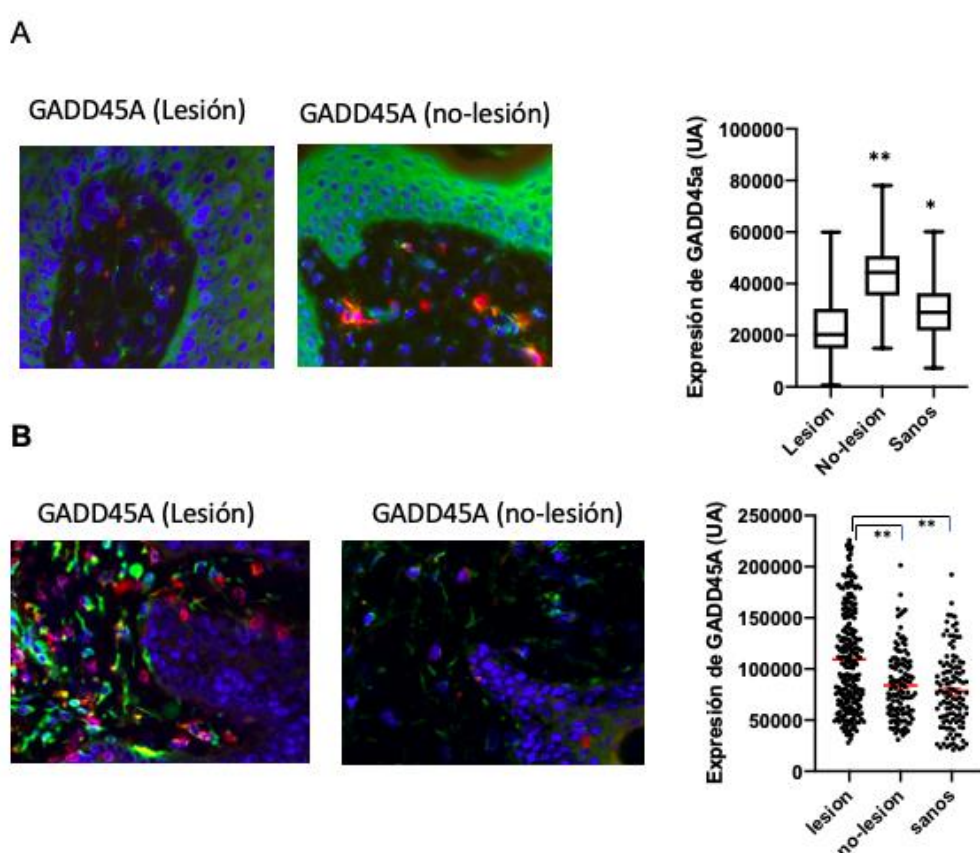 A
GADD45A (Lesión)
GADD45A (no-lesión)
Expresión de GADD45a (UA)
100000
80000
60000
40000
20000
0
**
*
Lesion
No-lesion
Sanos
B
GADD45A (Lesión)
GADD45A (no-lesión)
Expresión de GADD45A (UA)
250000
200000
150000
100000
50000
0
**
**
lesion
no-lesion
sanos